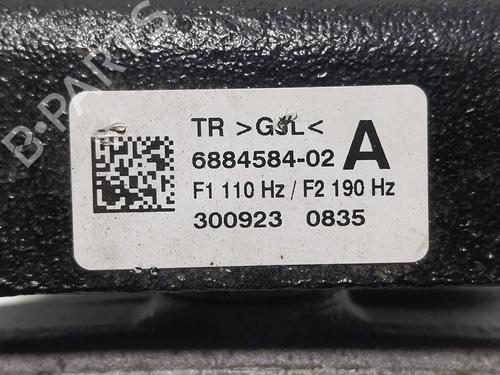 B-PARTS
TR >GJL<
6884584-02 A
F1 110 Hz / F2 190 Hz
300923 0835